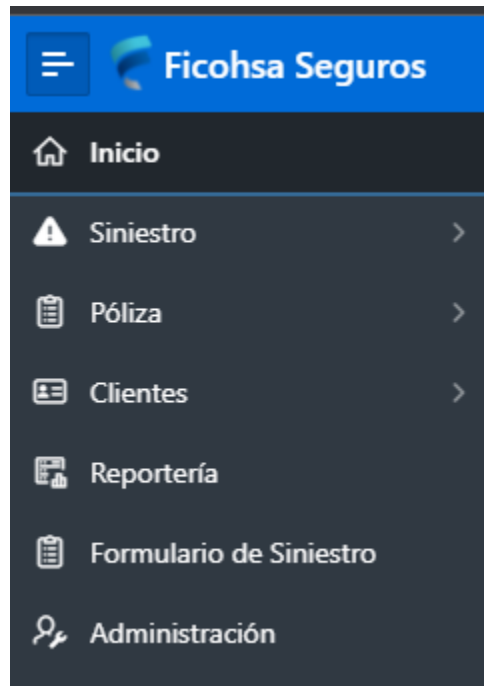 Ficohsa Seguros
Inicio
Siniestro
Póliza
Clientes
Reportería
Formulario de Siniestro
Administración